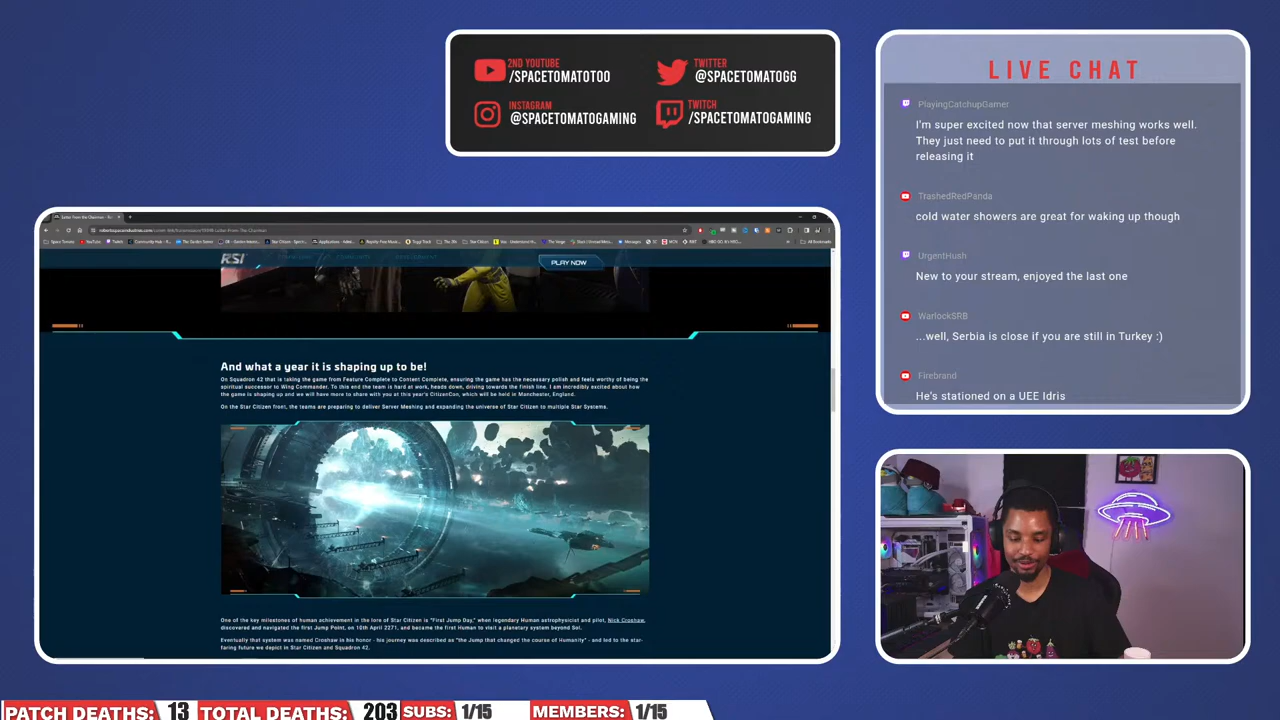 2ND YOUTUBE
/SPACETOMATOTOO
TWITTER
@SPACETOMATOGG
INSTAGRAM
@SPACETOMATOGAMING
TWITCH
/SPACETOMATOGAMING
LIVE CHAT
PlayingCatchupGamer
I'm super excited now that server meshing works well.
They just need to put it through lots of test before
releasing it
TrashedRedPanda
cold water showers are great for waking up though
UrgentHush
New to your stream, enjoyed the last one
WarlockSRB
...well, Serbia is close if you are still in Turkey :)
Firebrand
He's stationed on a UEE Idris
RSI
PLAY NOW
And what a year it is shaping up to be!
On Squadron 42 that is taking the game from Feature Complete to Content Complete, ensuring the game has the necessary polish and feels worthy of being the
spiritual successor to Wing Commander. To this end the team is hard at work, heads down, driving towards the finish line. I am incredibly excited about how
the game is shaping up and we will have more to share with you at this year's CitizenCon, which will be held in Manchester, England.
On the Star Citizen front, the teams are preparing to deliver Server Meshing and expanding the universe of Star Citizen to multiple Star Systems.
One of the key milestones of human achievement in the lore of Star Citizen is "First Jump Day," when legendary Human astrophysicist and pilot, Nick Croshaw,
discovered and navigated the first Jump Point, on 10th April 2271, and became the first Human to visit a planetary system beyond Sol.
Eventually that system was named Croshaw in his honor - his journey was described as "the Jump that changed the course of Humanity" - and led to the star-
faring future we depict in Star Citizen and Squadron 42.
PATCH DEATHS: 13 TOTAL DEATHS: 203 SUBS: 1/15 MEMBERS: 1/15